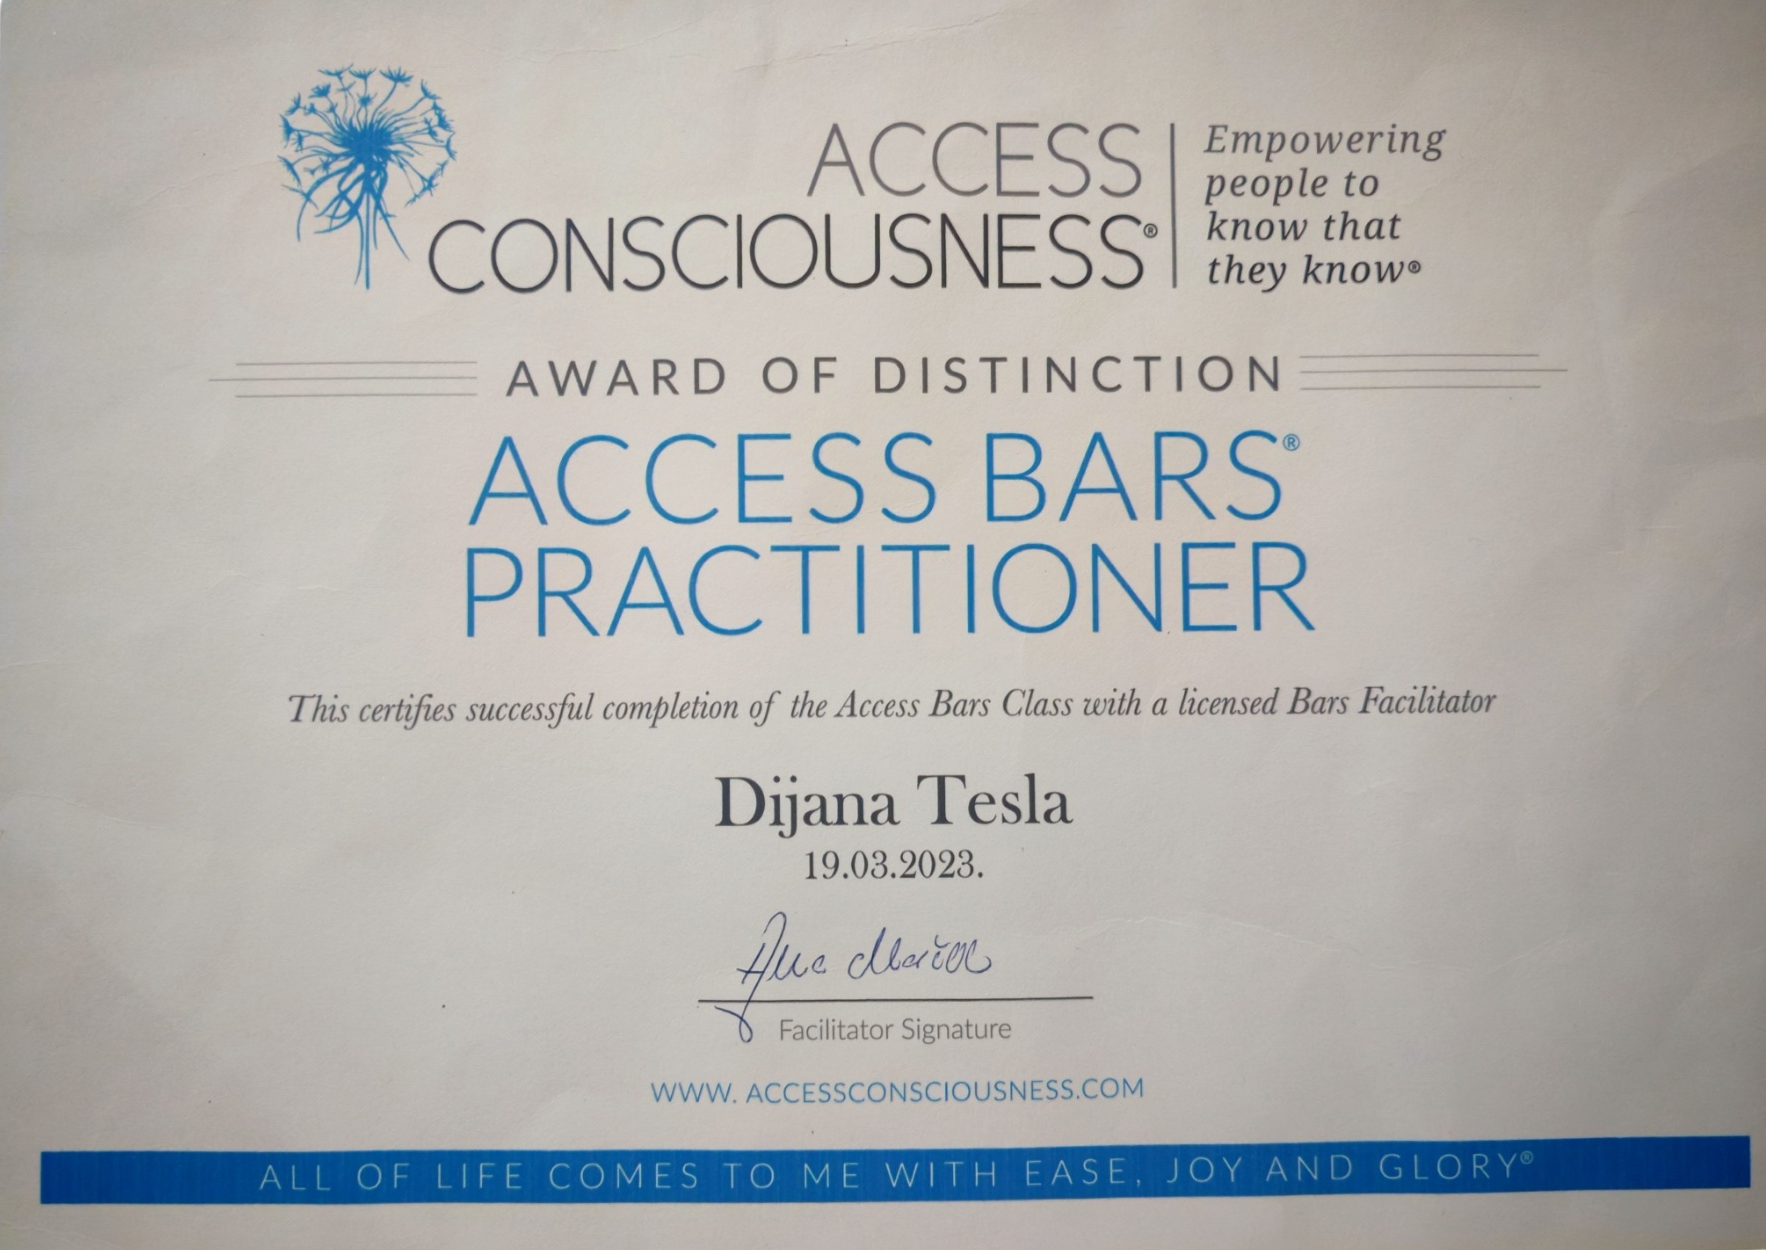 ACCESS
CONSCIOUSNESS®
Empowering
people to
know that
they know®
AWARD OF DISTINCTION
ACCESS BARS®
PRACTITIONER
This certifies successful completion of the Access Bars Class with a licensed Bars Facilitator
Dijana Tesla
19.03.2023.
Facilitator Signature
WWW. ACCESSCONSCIOUSNESS.COM
ALL OF LIFE COMES TO ME WITH EASE, JOY AND GLORY®